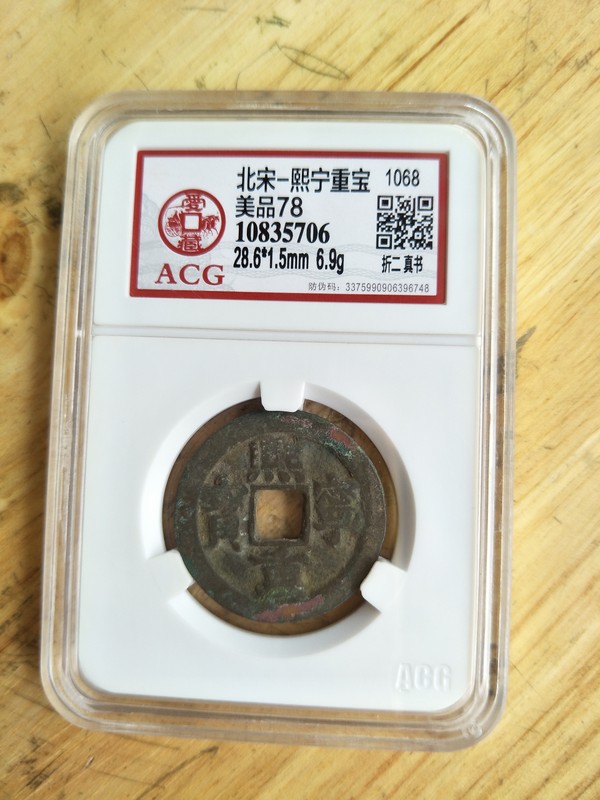 北宋-熙宁重宝 1068
美品78
10835706
28.6*1.5mm 6.9g
折二 真书
防伪码：3375990906396748
愛
ACG
熙
寧
寶
ACG